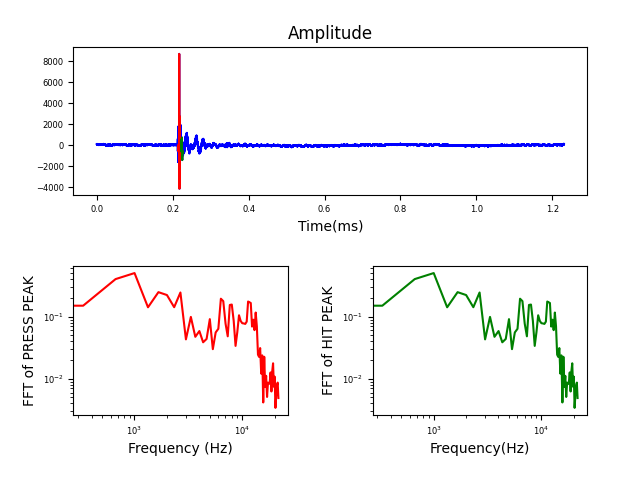 Amplitude
8000
6000
4000
2000
0
−2000
−4000
0.0 0.2 0.4 0.6 0.8 1.0 1.2
Time(ms)
FFT of PRESS PEAK
10⁻¹
10⁻²
10³ 10⁴
Frequency (Hz)
FFT of HIT PEAK
10⁻¹
10⁻²
10³ 10⁴
Frequency(Hz)